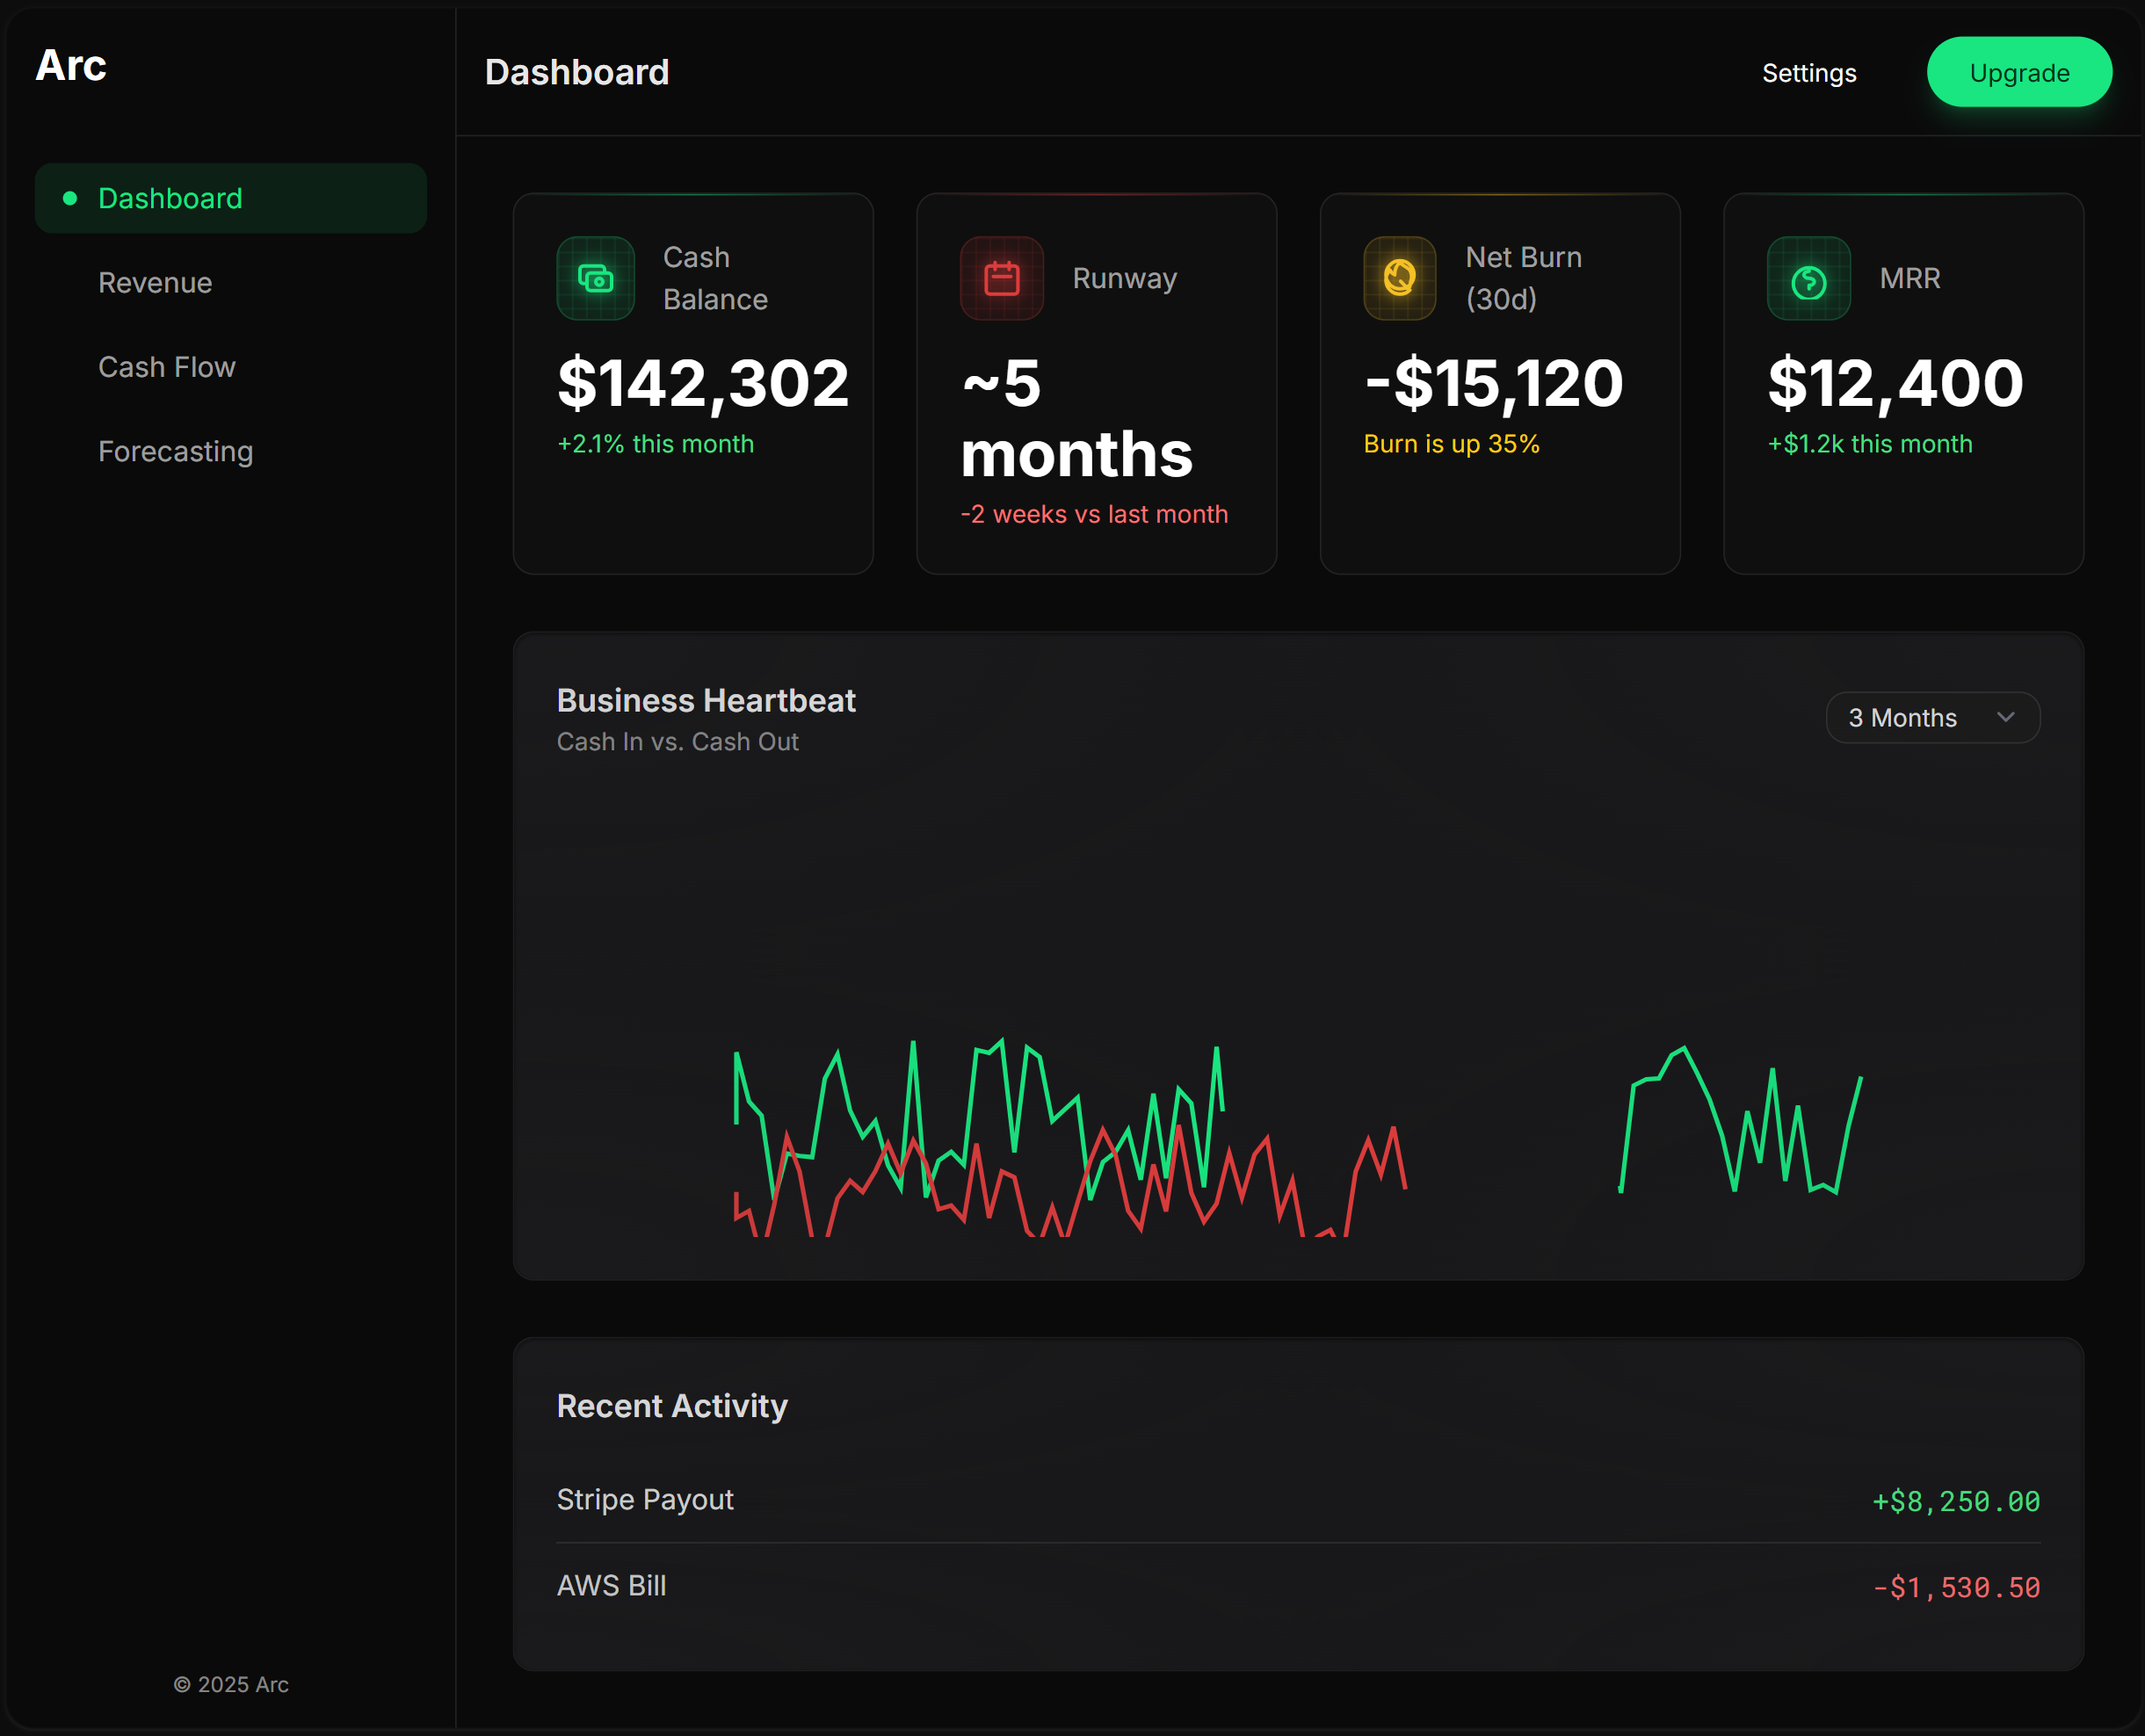 Arc
Dashboard
Settings
Upgrade
Dashboard
Revenue
Cash Flow
Forecasting
Cash
Balance
$142,302
+2.1% this month
Runway
~5
months
-2 weeks vs last month
Net Burn
(30d)
-$15,120
Burn is up 35%
MRR
$12,400
+$1.2k this month
Business Heartbeat
Cash In vs. Cash Out
3 Months
Recent Activity
Stripe Payout
+$8,250.00
AWS Bill
-$1,530.50
© 2025 Arc